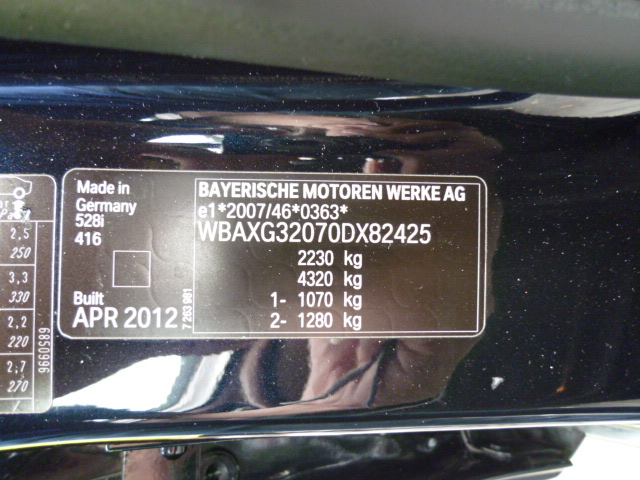 Made in
Germany
528i
416
Built
APR 2012
7 263 981
BAYERISCHE MOTOREN WERKE AG
e1*2007/46*0363*
WBAXG32070DX82425
2230 kg
4320 kg
1- 1070 kg
2- 1280 kg
2,5
250
3,3
330
2,2
220
2,7
270
/
6850996